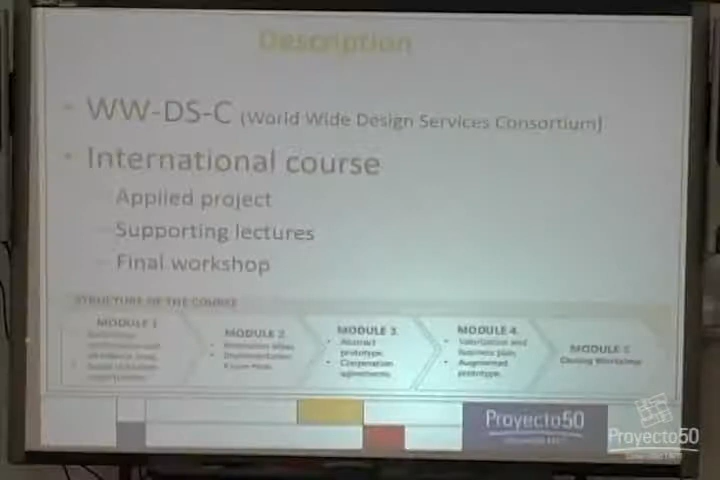 Description
- WW-DS-C (World Wide Design Services Consortium)
- International course
– Applied project
– Supporting lectures
– Final workshop
STRUCTURE OF THE COURSE
MODULE 1
MODULE 2
MODULE 3
• Abstract prototype.
• Cooperation agreements.
MODULE 4
• Valorization and business plan.
• Augmented prototype.
MODULE 5
Closing Workshop
Proyecto50
Proyecto50